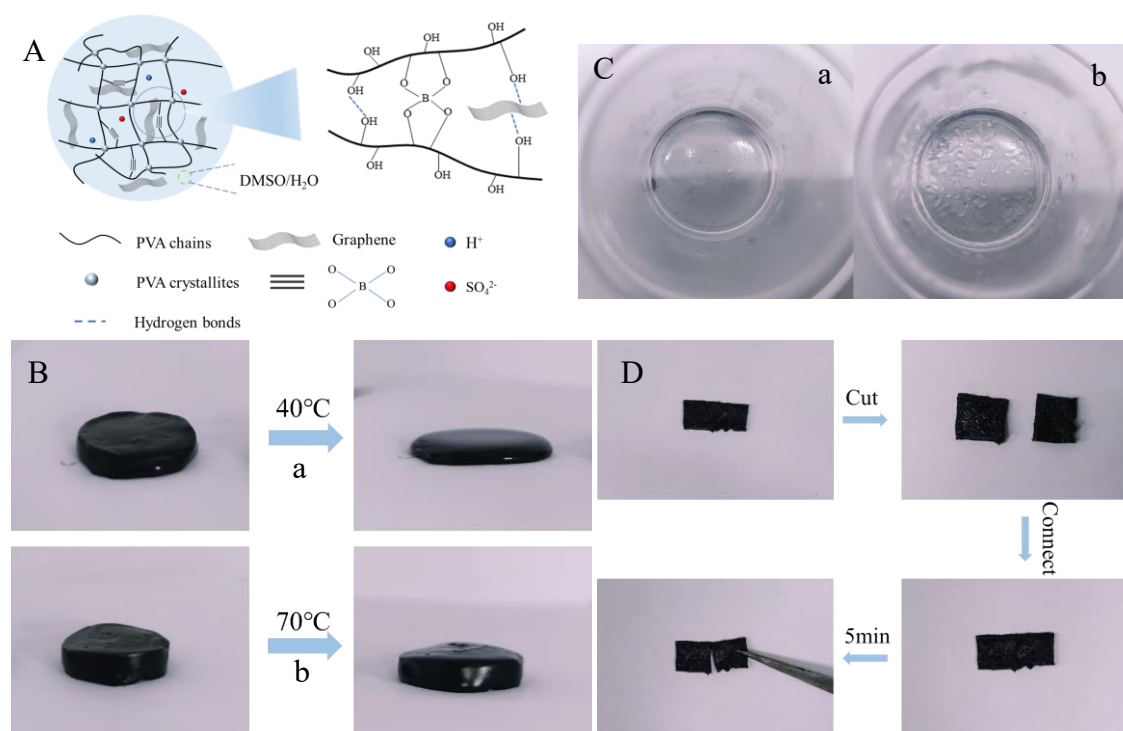 A
OH
OH
OH
OH
O
O
B
O
O
OH
OH
OH
OH
OH
OH
DMSO/H₂O
PVA chains
Graphene
H⁺
PVA crystallites
O
O
B
O
O
SO₄²⁻
Hydrogen bonds
C
a
b
B
40℃
a
70℃
b
D
Cut
Connect
5min